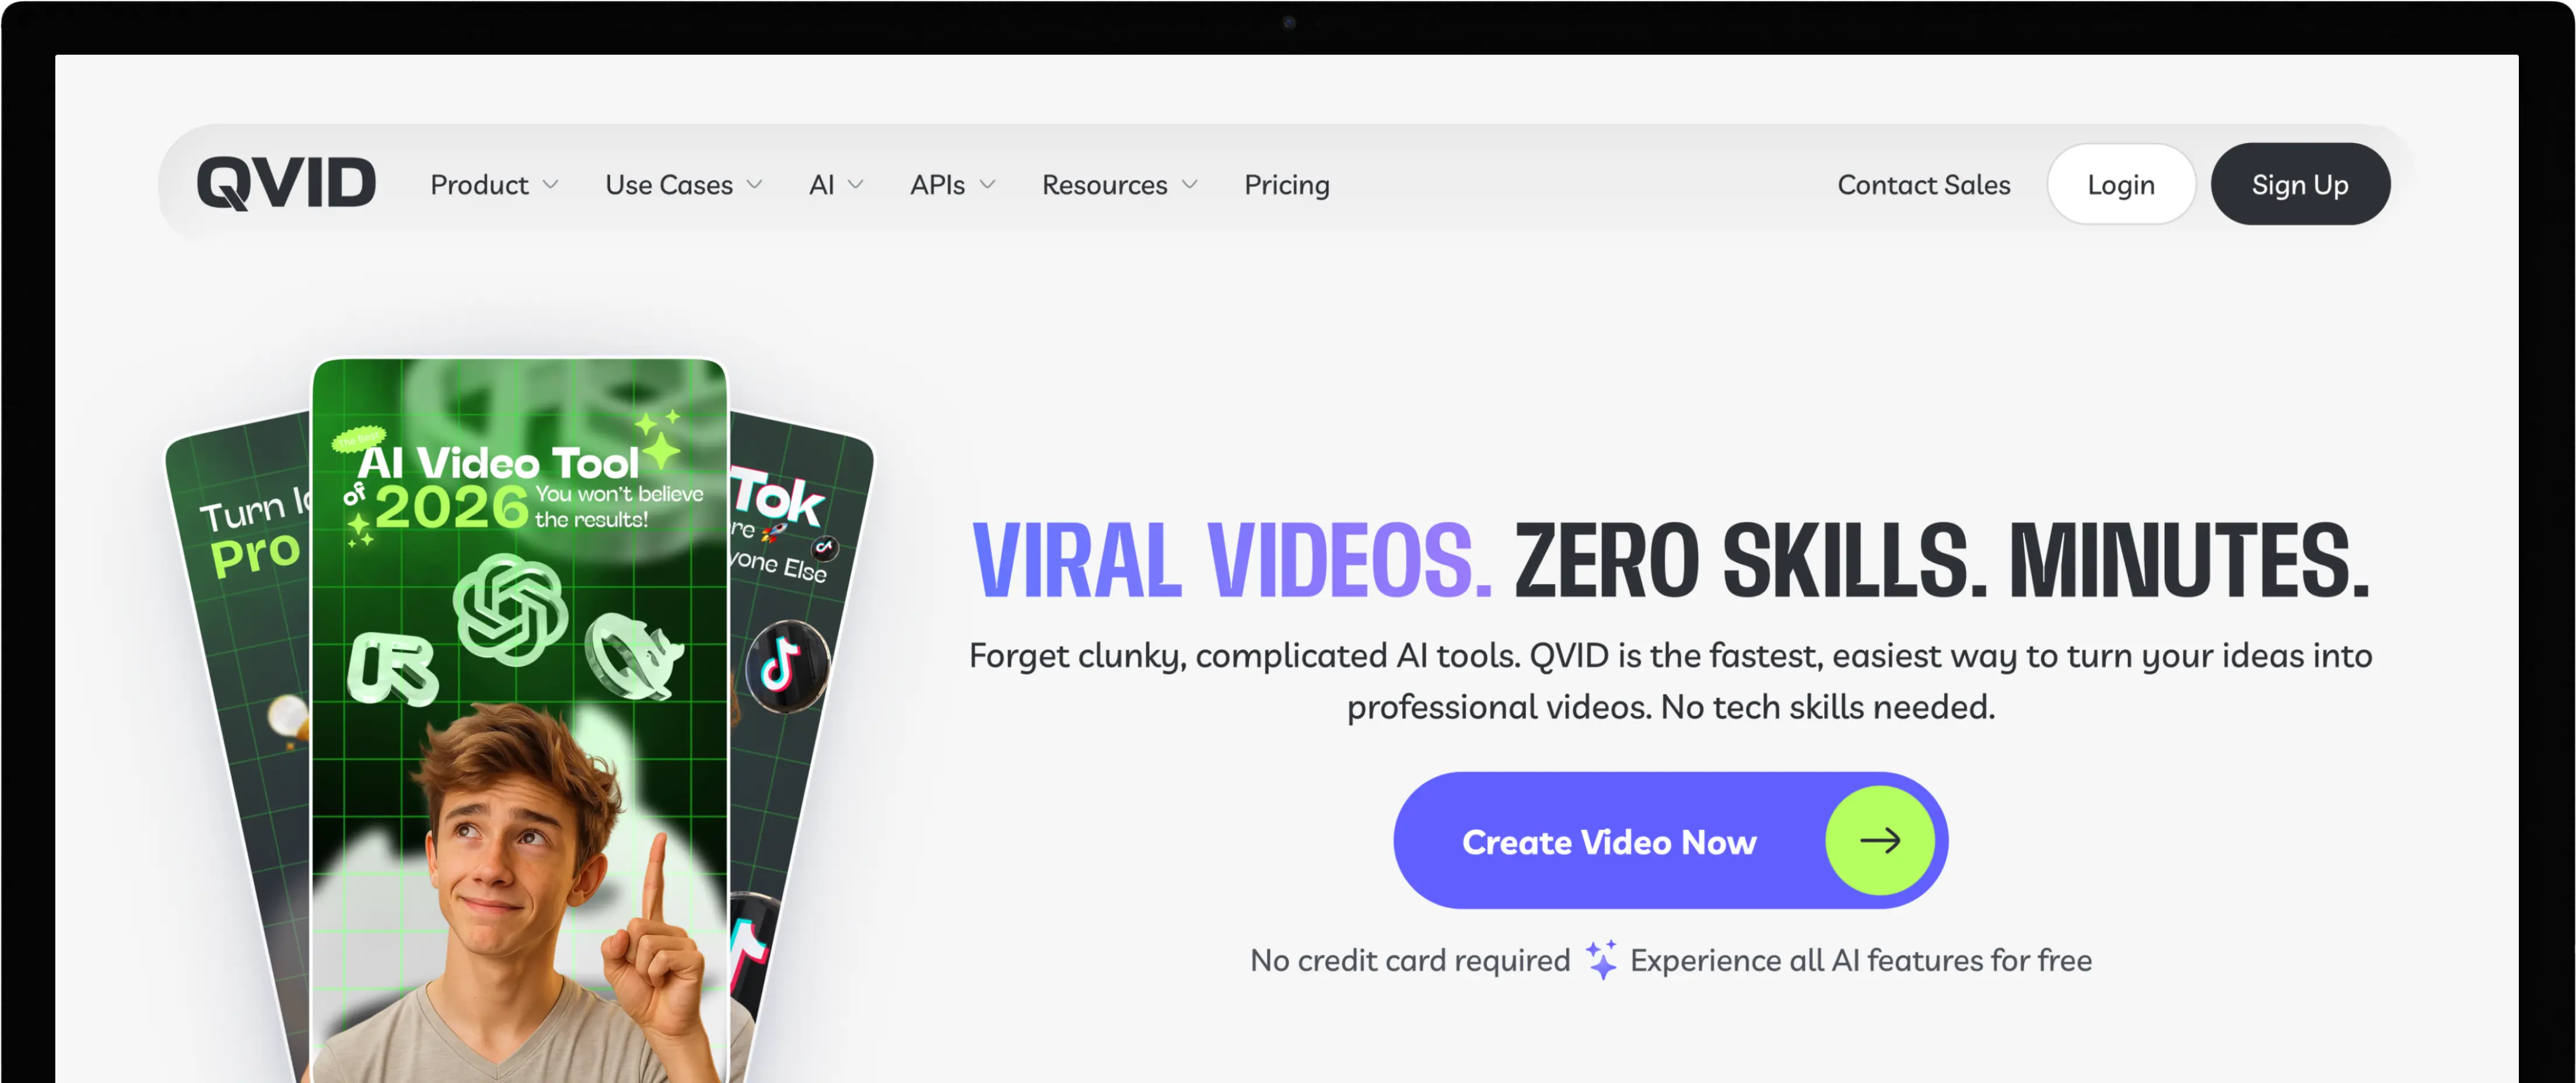 QVID
Product
Use Cases
AI
APIs
Resources
Pricing
Contact Sales
Login
Sign Up
Turn
Pro
The Best
AI Video Tool
of 2026
You won't believe
the results!
Tok
Else
VIRAL VIDEOS. ZERO SKILLS. MINUTES.
Forget clunky, complicated AI tools. QVID is the fastest, easiest way to turn your ideas into
professional videos. No tech skills needed.
Create Video Now
No credit card required
Experience all AI features for free